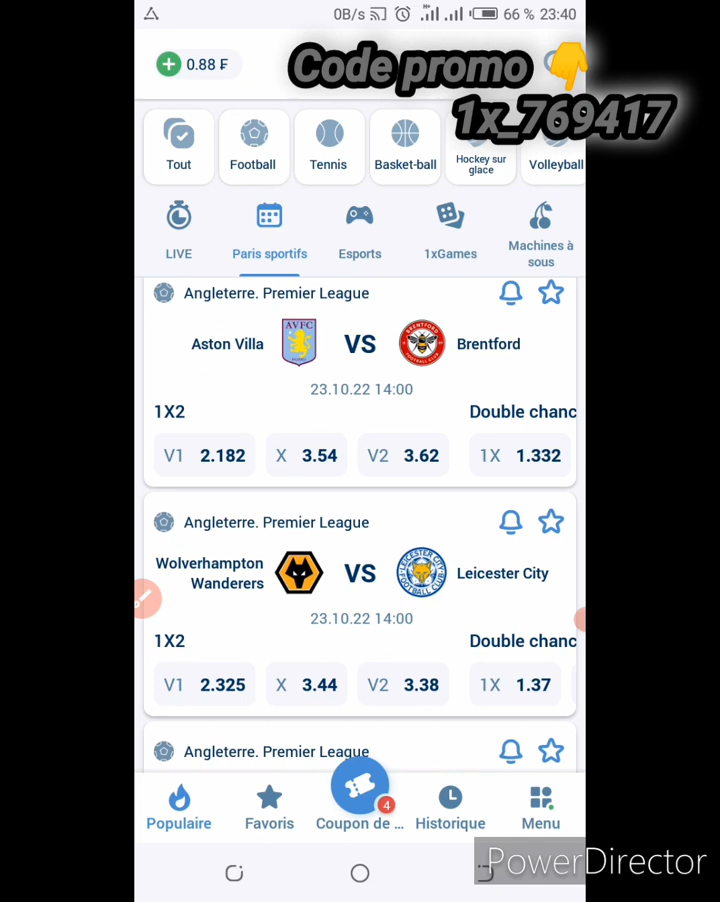 0B/s 66 % 23:40
0.88 ₣
Code promo
1x_769417
Tout Football Tennis Basket-ball Hockey sur glace Volleyball
LIVE Paris sportifs Esports 1xGames Machines à sous
Angleterre. Premier League
Aston Villa AVFC VS BRENTFORD Brentford
23.10.22 14:00
1X2 Double chanc
V1 2.182 X 3.54 V2 3.62 1X 1.332
Angleterre. Premier League
Wolverhampton Wanderers VS Leicester City
23.10.22 14:00
1X2 Double chanc
V1 2.325 X 3.44 V2 3.38 1X 1.37
Angleterre. Premier League
4
Populaire Favoris Coupon de ... Historique Menu
PowerDirector